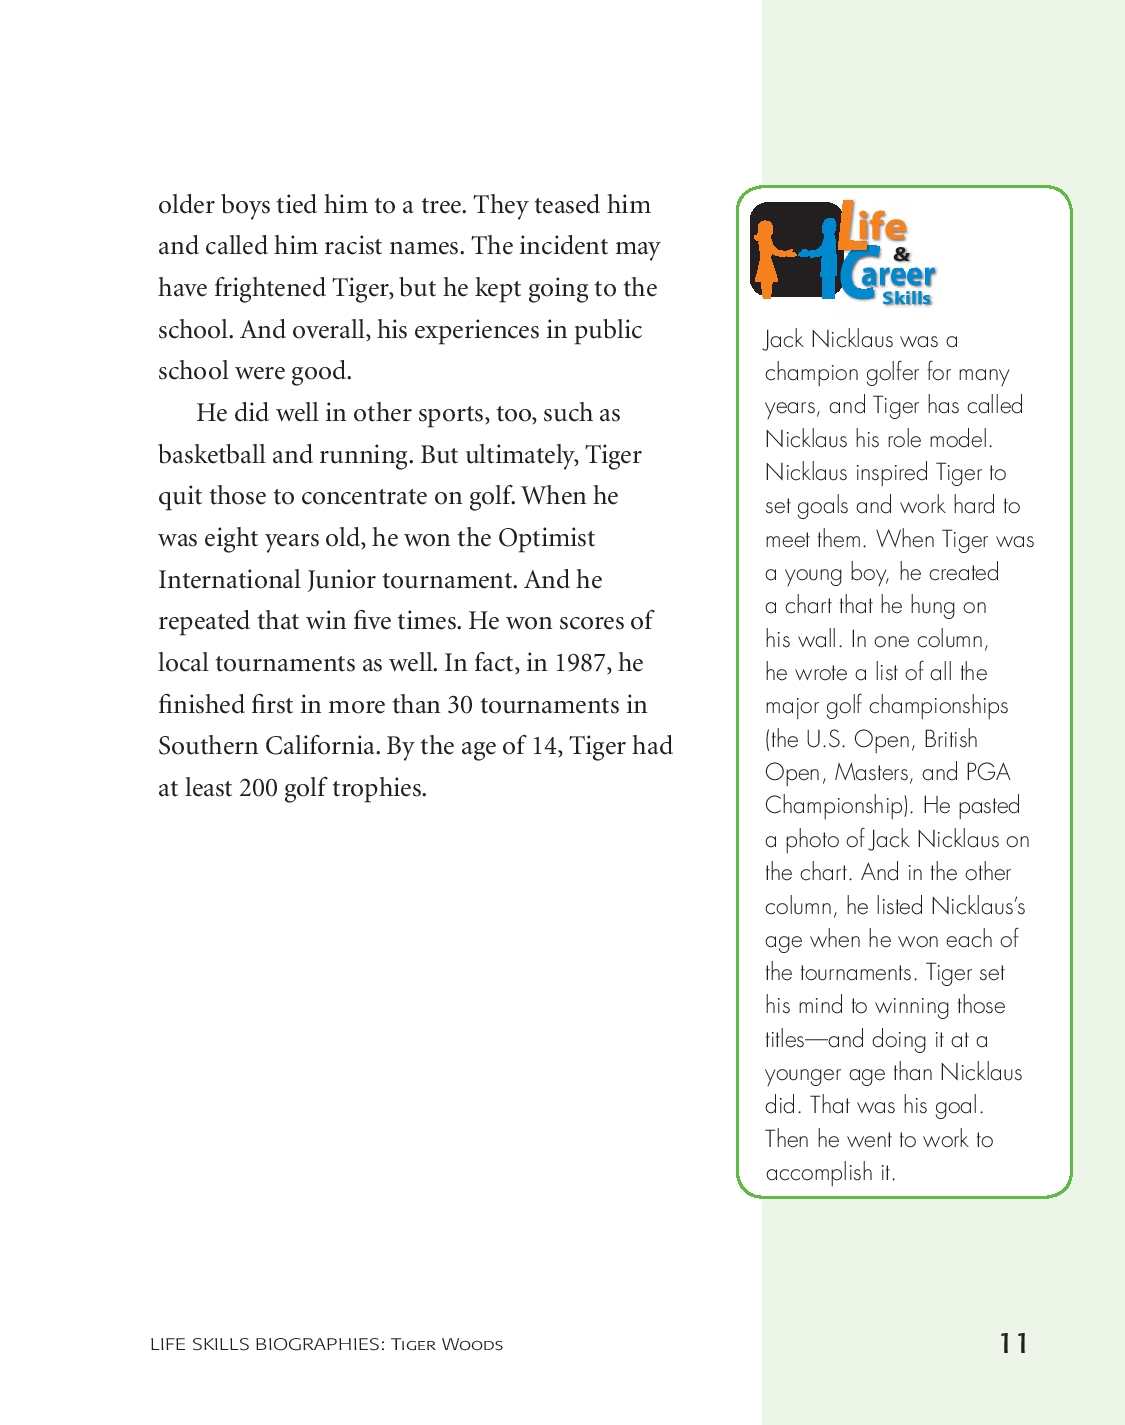 older boys tied him to a tree. They teased him
and called him racist names. The incident may
have frightened Tiger, but he kept going to the
school. And overall, his experiences in public
school were good.
He did well in other sports, too, such as
basketball and running. But ultimately, Tiger
quit those to concentrate on golf. When he
was eight years old, he won the Optimist
International Junior tournament. And he
repeated that win five times. He won scores of
local tournaments as well. In fact, in 1987, he
finished first in more than 30 tournaments in
Southern California. By the age of 14, Tiger had
at least 200 golf trophies.
Life
&
Career
Skills
Jack Nicklaus was a
champion golfer for many
years, and Tiger has called
Nicklaus his role model.
Nicklaus inspired Tiger to
set goals and work hard to
meet them. When Tiger was
a young boy, he created
a chart that he hung on
his wall. In one column,
he wrote a list of all the
major golf championships
(the U.S. Open, British
Open, Masters, and PGA
Championship). He pasted
a photo of Jack Nicklaus on
the chart. And in the other
column, he listed Nicklaus’s
age when he won each of
the tournaments. Tiger set
his mind to winning those
titles—and doing it at a
younger age than Nicklaus
did. That was his goal.
Then he went to work to
accomplish it.
LIFE SKILLS BIOGRAPHIES: Tiger Woods
11